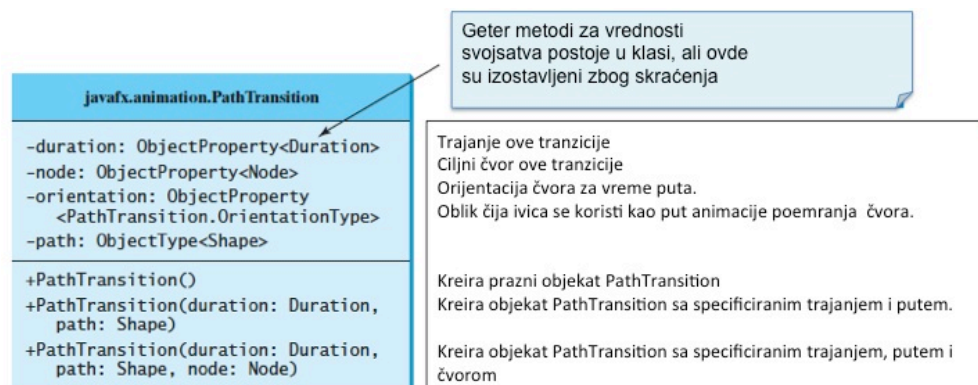 Geter metodi za vrednosti
svojsatva postoje u klasi, ali ovde
su izostavljeni zbog skraćenja
javafx.animation.PathTransition
-duration: ObjectProperty<Duration>
-node: ObjectProperty<Node>
-orientation: ObjectProperty
<PathTransition.OrientationType>
-path: ObjectType<Shape>
Trajanje ove tranzicije
Ciljni čvor ove tranzicije
Orijentacija čvora za vreme puta.
Oblik čija ivica se koristi kao put animacije poemranja čvora.
+PathTransition()
+PathTransition(duration: Duration,
path: Shape)
+PathTransition(duration: Duration,
path: Shape, node: Node)
Kreira prazni objekat PathTransition
Kreira objekat PathTransition sa specificiranim trajanjem i putem.
Kreira objekat PathTransition sa specificiranim trajanjem, putem i
čvorom